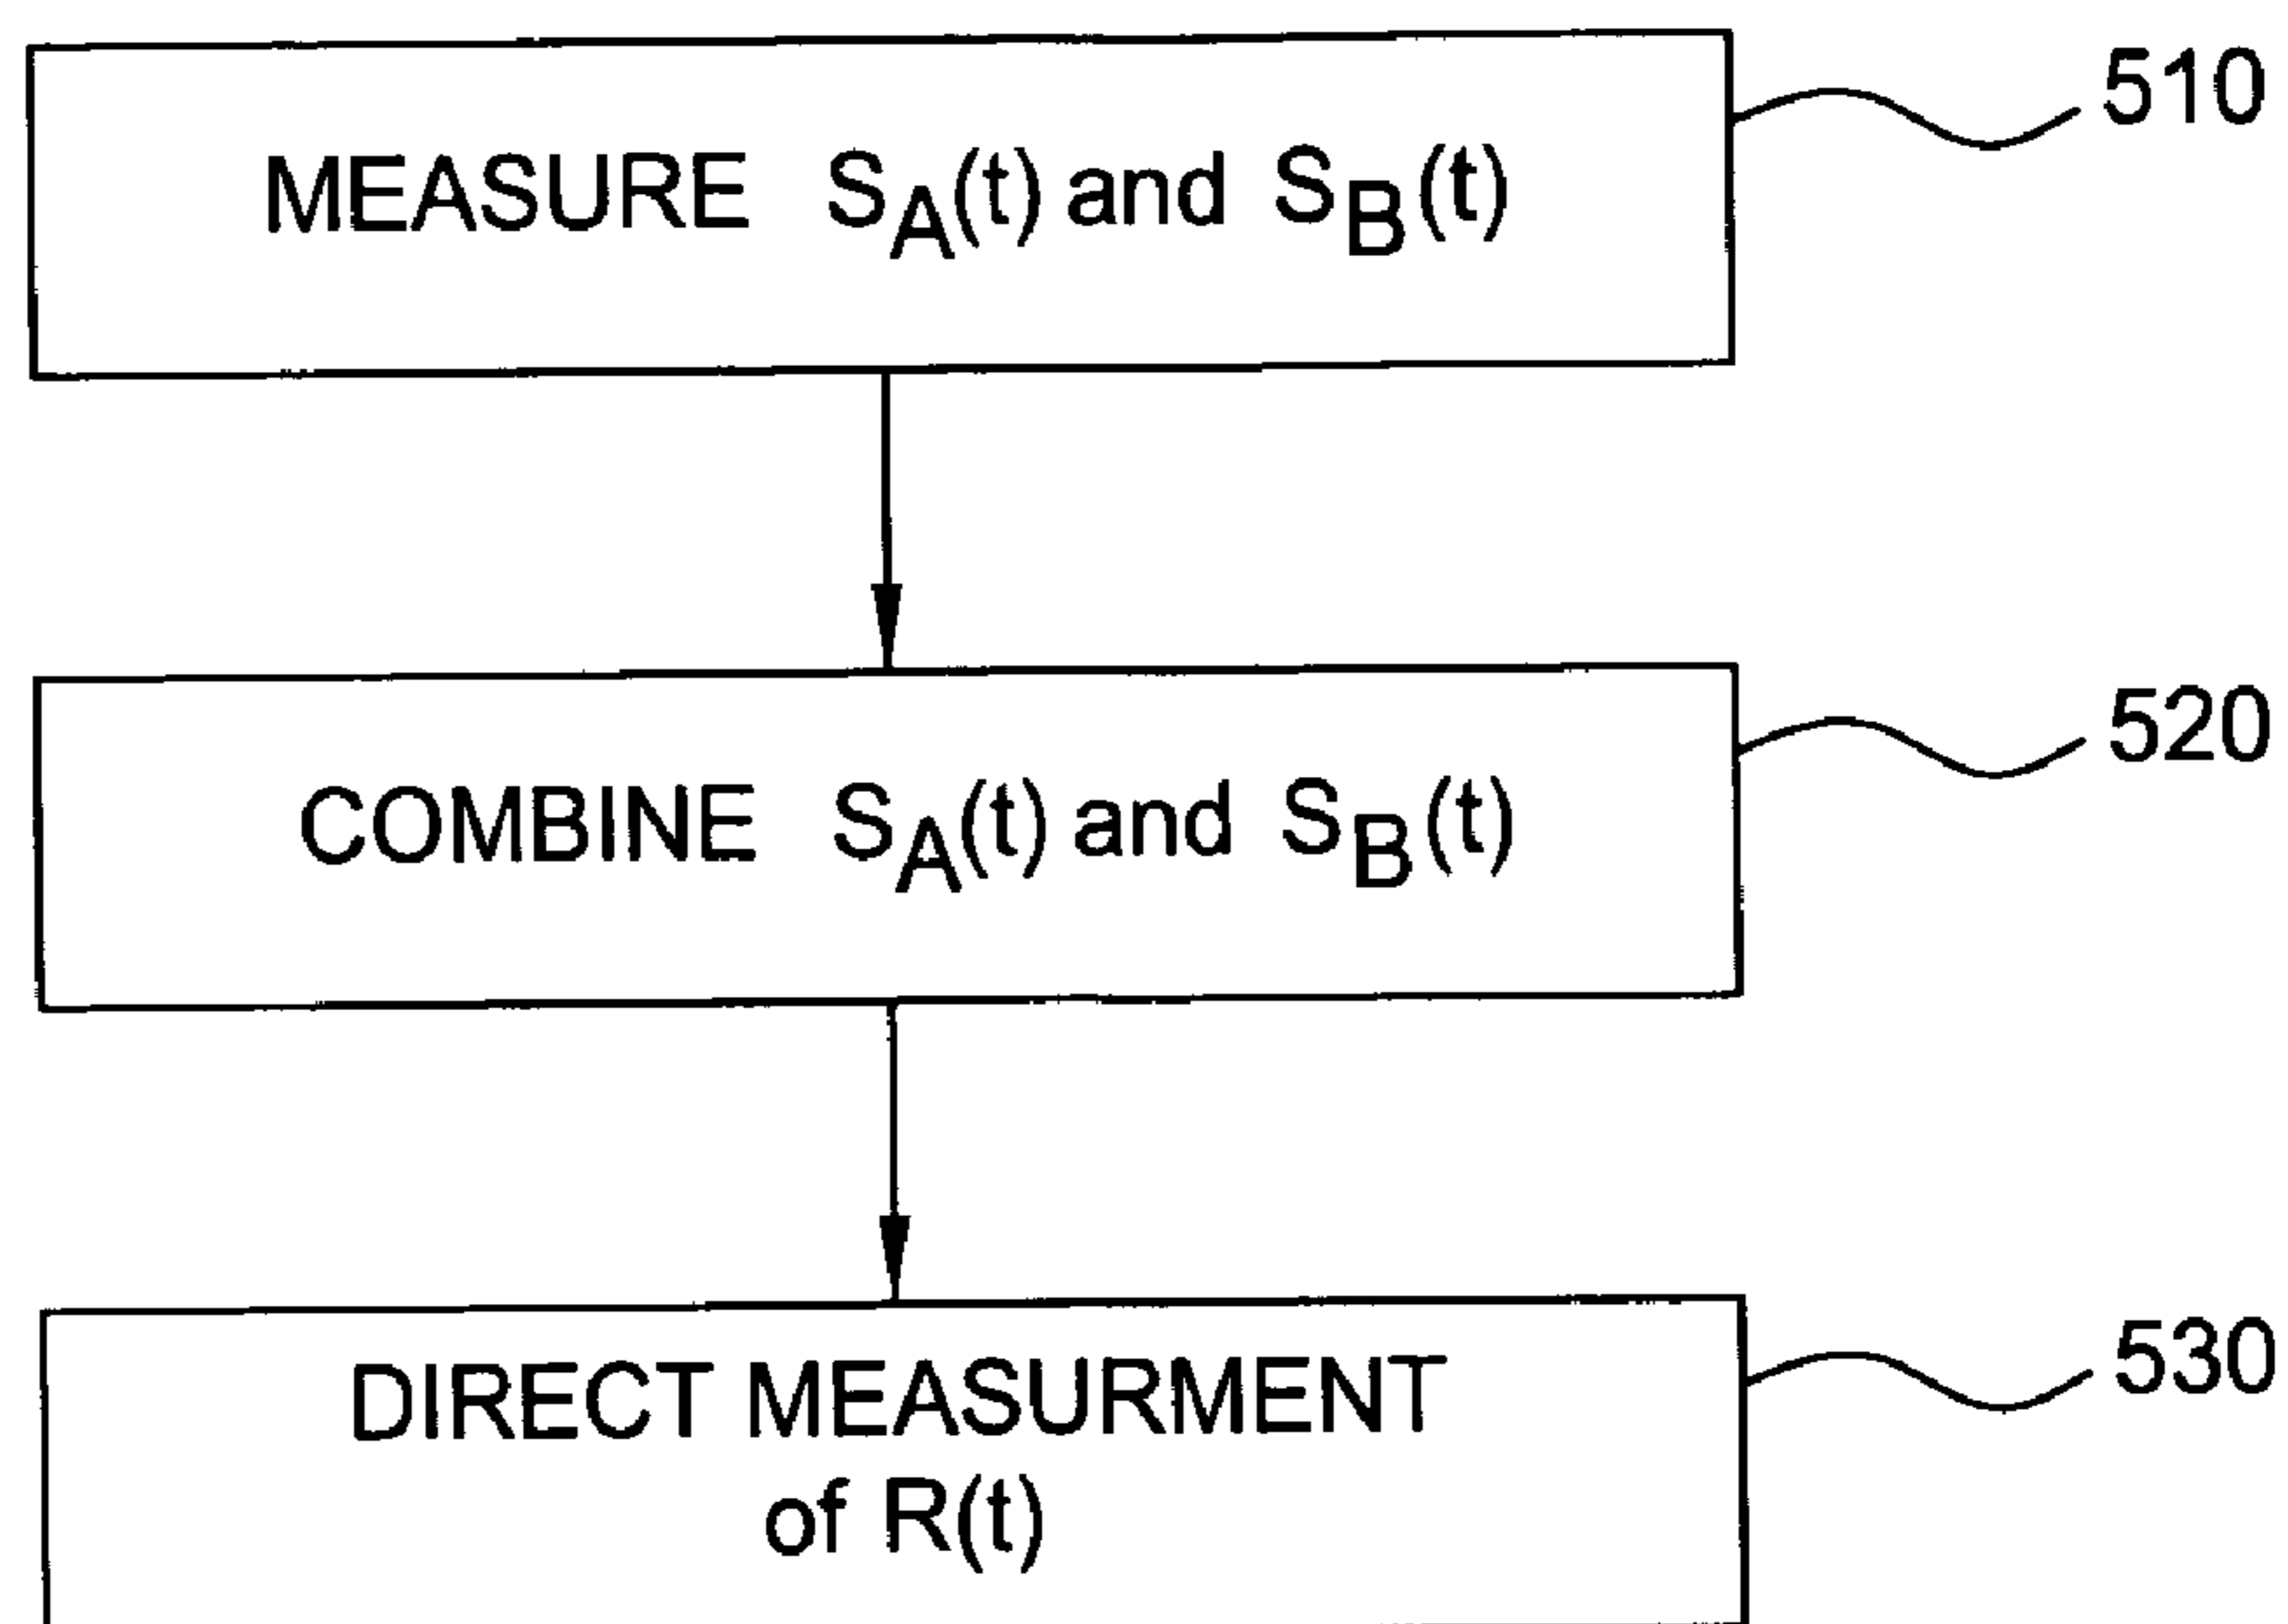 MEASURE S_A(t) and S_B(t)
510
COMBINE S_A(t) and S_B(t)
520
DIRECT MEASURMENT
of R(t)
530